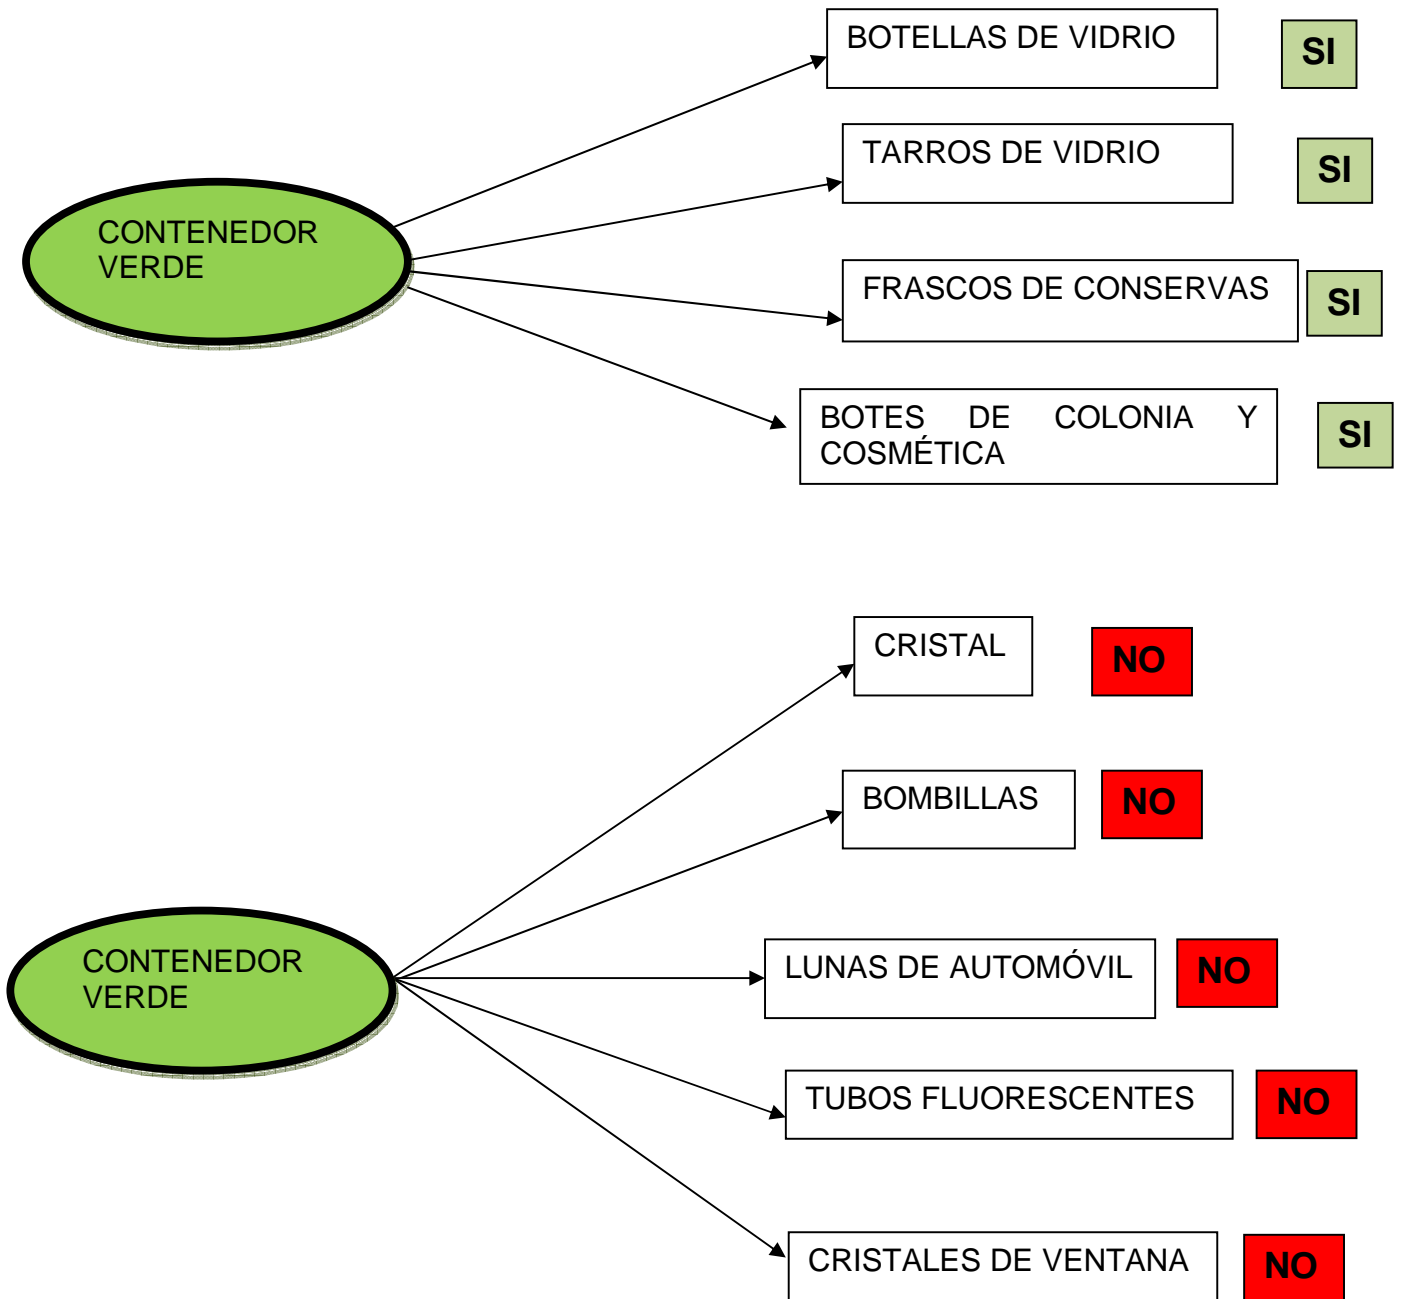 BOTELLAS DE VIDRIO
SI
TARROS DE VIDRIO
SI
CONTENEDOR
VERDE
FRASCOS DE CONSERVAS
SI
BOTES DE COLONIA Y
COSMÉTICA
SI
CRISTAL
NO
BOMBILLAS
NO
CONTENEDOR
VERDE
LUNAS DE AUTOMÓVIL
NO
TUBOS FLUORESCENTES
NO
CRISTALES DE VENTANA
NO